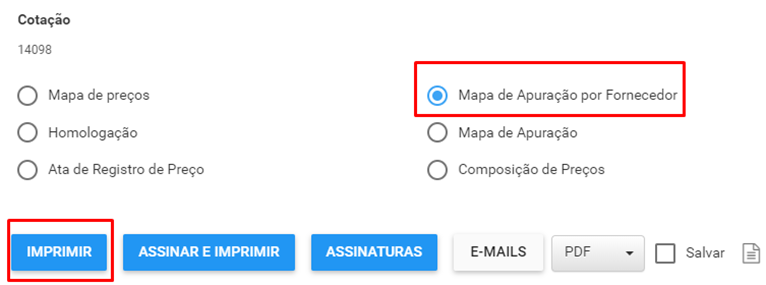 Cotação
14098
Mapa de preços
Mapa de Apuração por Fornecedor
Homologação
Mapa de Apuração
Ata de Registro de Preço
Composição de Preços
IMPRIMIR ASSINAR E IMPRIMIR ASSINATURAS E-MAILS PDF Salvar